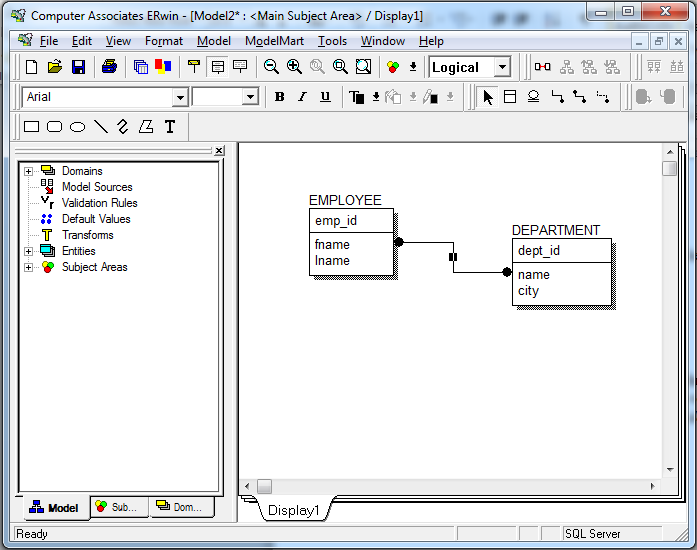 Computer Associates ERwin - [Model2* : <Main Subject Area> / Display1]
File Edit View Format Model ModelMart Tools Window Help
Logical
Arial B I U T
T
Domains
Model Sources
Validation Rules
Default Values
Transforms
Entities
Subject Areas
EMPLOYEE
emp_id
fname
lname
DEPARTMENT
dept_id
name
city
Model Sub... Dom...
Display1
Ready SQL Server